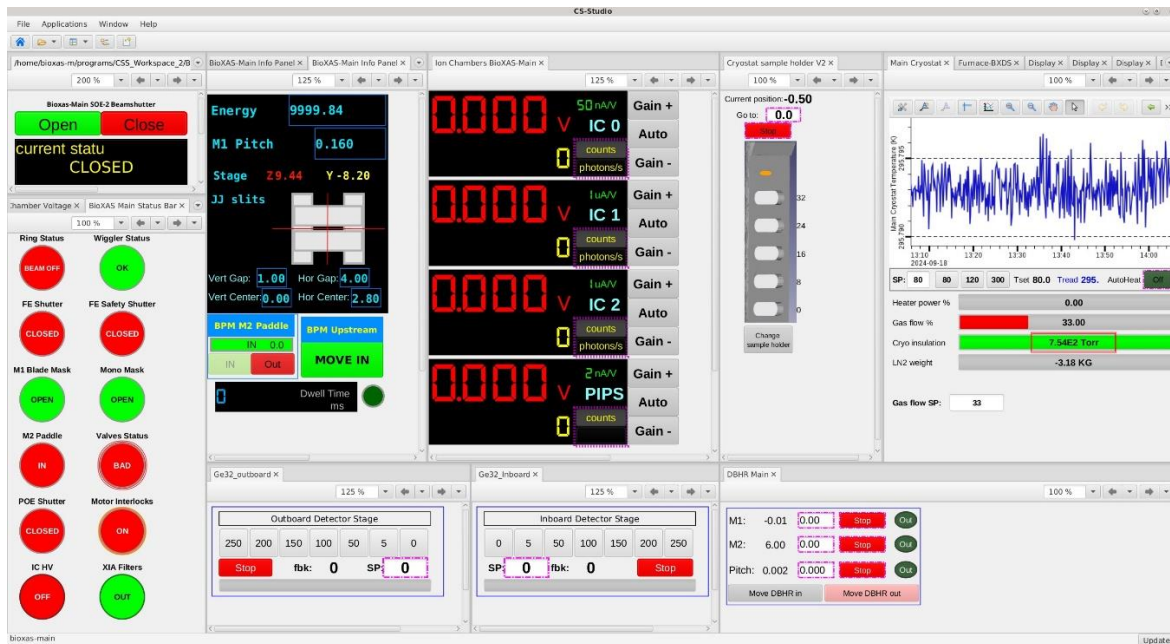 CS-Studio
File Applications Window Help
/home/bioxas-m/programs/CSS_Workspace_2/B
200 %
Bioxas-Main SOE-2 Beamshutter
Open Close
current statu
CLOSED
Chamber Voltage × BioXAS Main Status Bar ×
100 %
Ring Status Wiggler Status
BEAM OFF OK
FE Shutter FE Safety Shutter
CLOSED CLOSED
M1 Blade Mask Mono Mask
OPEN OPEN
M2 Paddle Valves Status
IN BAD
POE Shutter Motor Interlocks
CLOSED ON
IC HV XIA Filters
OFF OUT
BioXAS-Main Info Panel × BioXAS-Main Info Panel ×
125 %
Energy 9999.84
M1 Pitch 0.160
Stage Z 9.44 Y -8.20
JJ slits
Vert Gap: 1.00 Hor Gap: 4.00
Vert Center: 0.00 Hor Center: 2.80
BPM M2 Paddle
IN 0.0
IN Out
BPM Upstream
MOVE IN
0 Dwell Time
ms
Ion Chambers BioXAS-Main ×
125 %
0.000 V
50 nA/V
IC 0
0 counts
photons/s
Gain +
Auto
Gain -
0.000 V
1 uA/V
IC 1
0 counts
photons/s
Gain +
Auto
Gain -
0.000 V
1 uA/V
IC 2
0 counts
photons/s
Gain +
Auto
Gain -
0.000 V
2 nA/V
PIPS
0 counts
Gain +
Auto
Gain -
Cryostat sample holder V2 ×
100 %
Current position: -0.50
Go to: 0.0
Stop
32
24
16
8
0
Change
sample holder
Main Cryostat × Furnace-BXDS × Display × Display × Display ×
100 %
Main Cryostat Temperature (K)
295.795
295.790
13:10 13:20 13:30 13:40 13:50 14:00
2024-09-18
SP: 80 80 120 300 Tset 80.0 Tread 295. AutoHeat Off
Heater power % 0.00
Gas flow % 33.00
Cryo insulation 7.54E2 Torr
LN2 weight -3.18 KG
Gas flow SP: 33
Ge32_outboard ×
125 %
Outboard Detector Stage
250 200 150 100 50 5 0
Stop fbk: 0 SP: 0
Ge32_Inboard ×
125 %
Inboard Detector Stage
0 5 50 100 150 200 250
SP: 0 fbk: 0 Stop
DBHR Main ×
100 %
M1: -0.01 0.00 Stop Out
M2: 6.00 0.00 Stop Out
Pitch: 0.002 0.000 Stop Out
Move DBHR in Move DBHR out
bioxas-main
Update